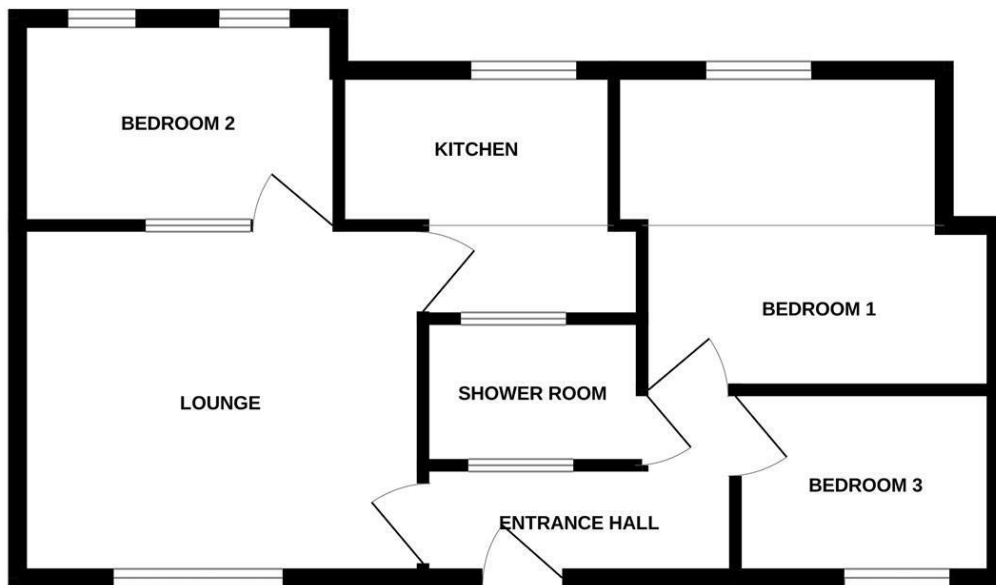 BEDROOM 2
KITCHEN
BEDROOM 1
LOUNGE
SHOWER ROOM
BEDROOM 3
ENTRANCE HALL